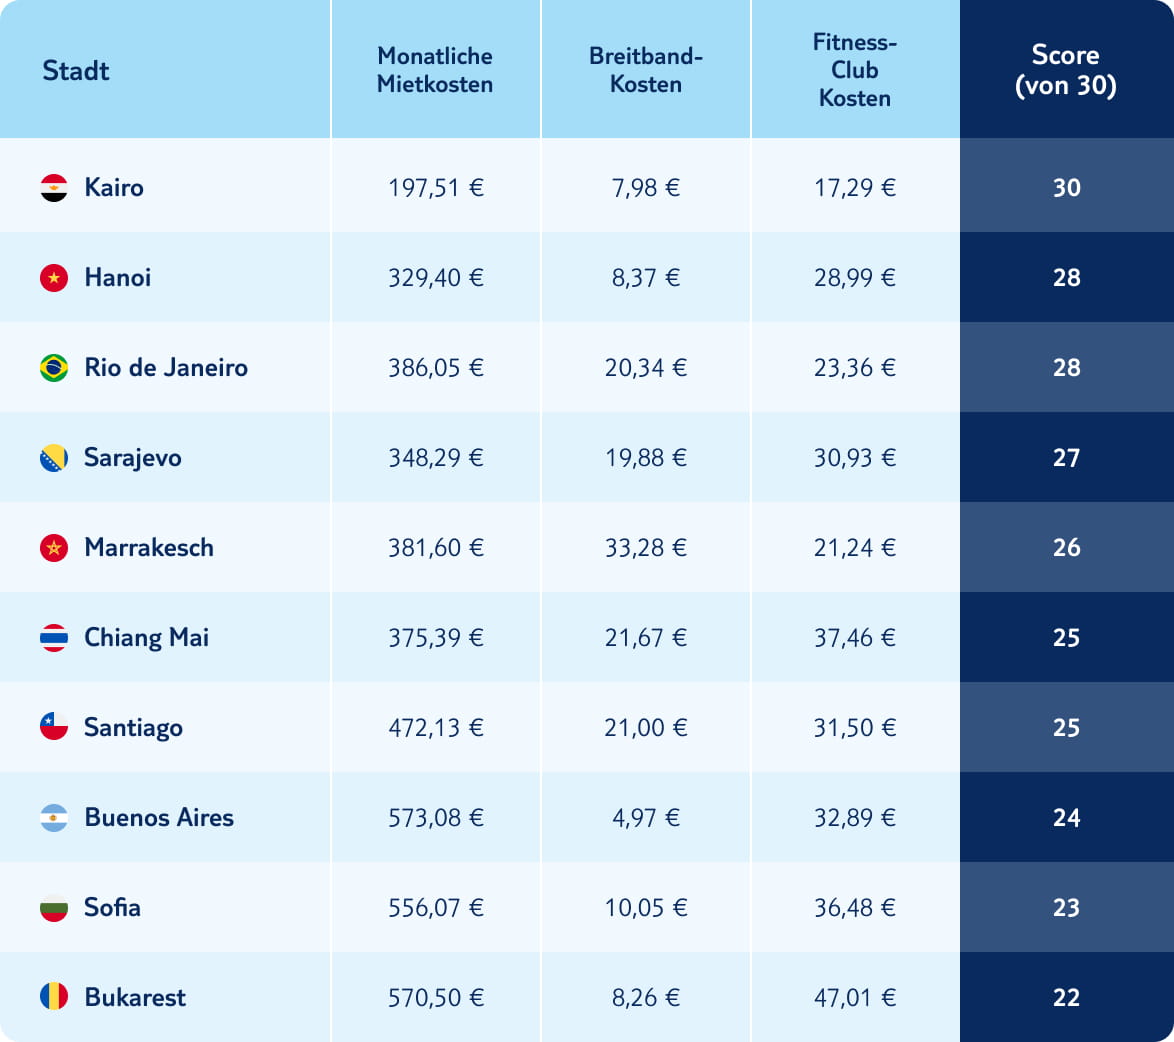 Stadt
Monatliche
Mietkosten
Breitband-
Kosten
Fitness-
Club
Kosten
Score
(von 30)
Kairo 197,51 € 7,98 € 17,29 € 30
Hanoi 329,40 € 8,37 € 28,99 € 28
Rio de Janeiro 386,05 € 20,34 € 23,36 € 28
Sarajevo 348,29 € 19,88 € 30,93 € 27
Marrakesch 381,60 € 33,28 € 21,24 € 26
Chiang Mai 375,39 € 21,67 € 37,46 € 25
Santiago 472,13 € 21,00 € 31,50 € 25
Buenos Aires 573,08 € 4,97 € 32,89 € 24
Sofia 556,07 € 10,05 € 36,48 € 23
Bukarest 570,50 € 8,26 € 47,01 € 22